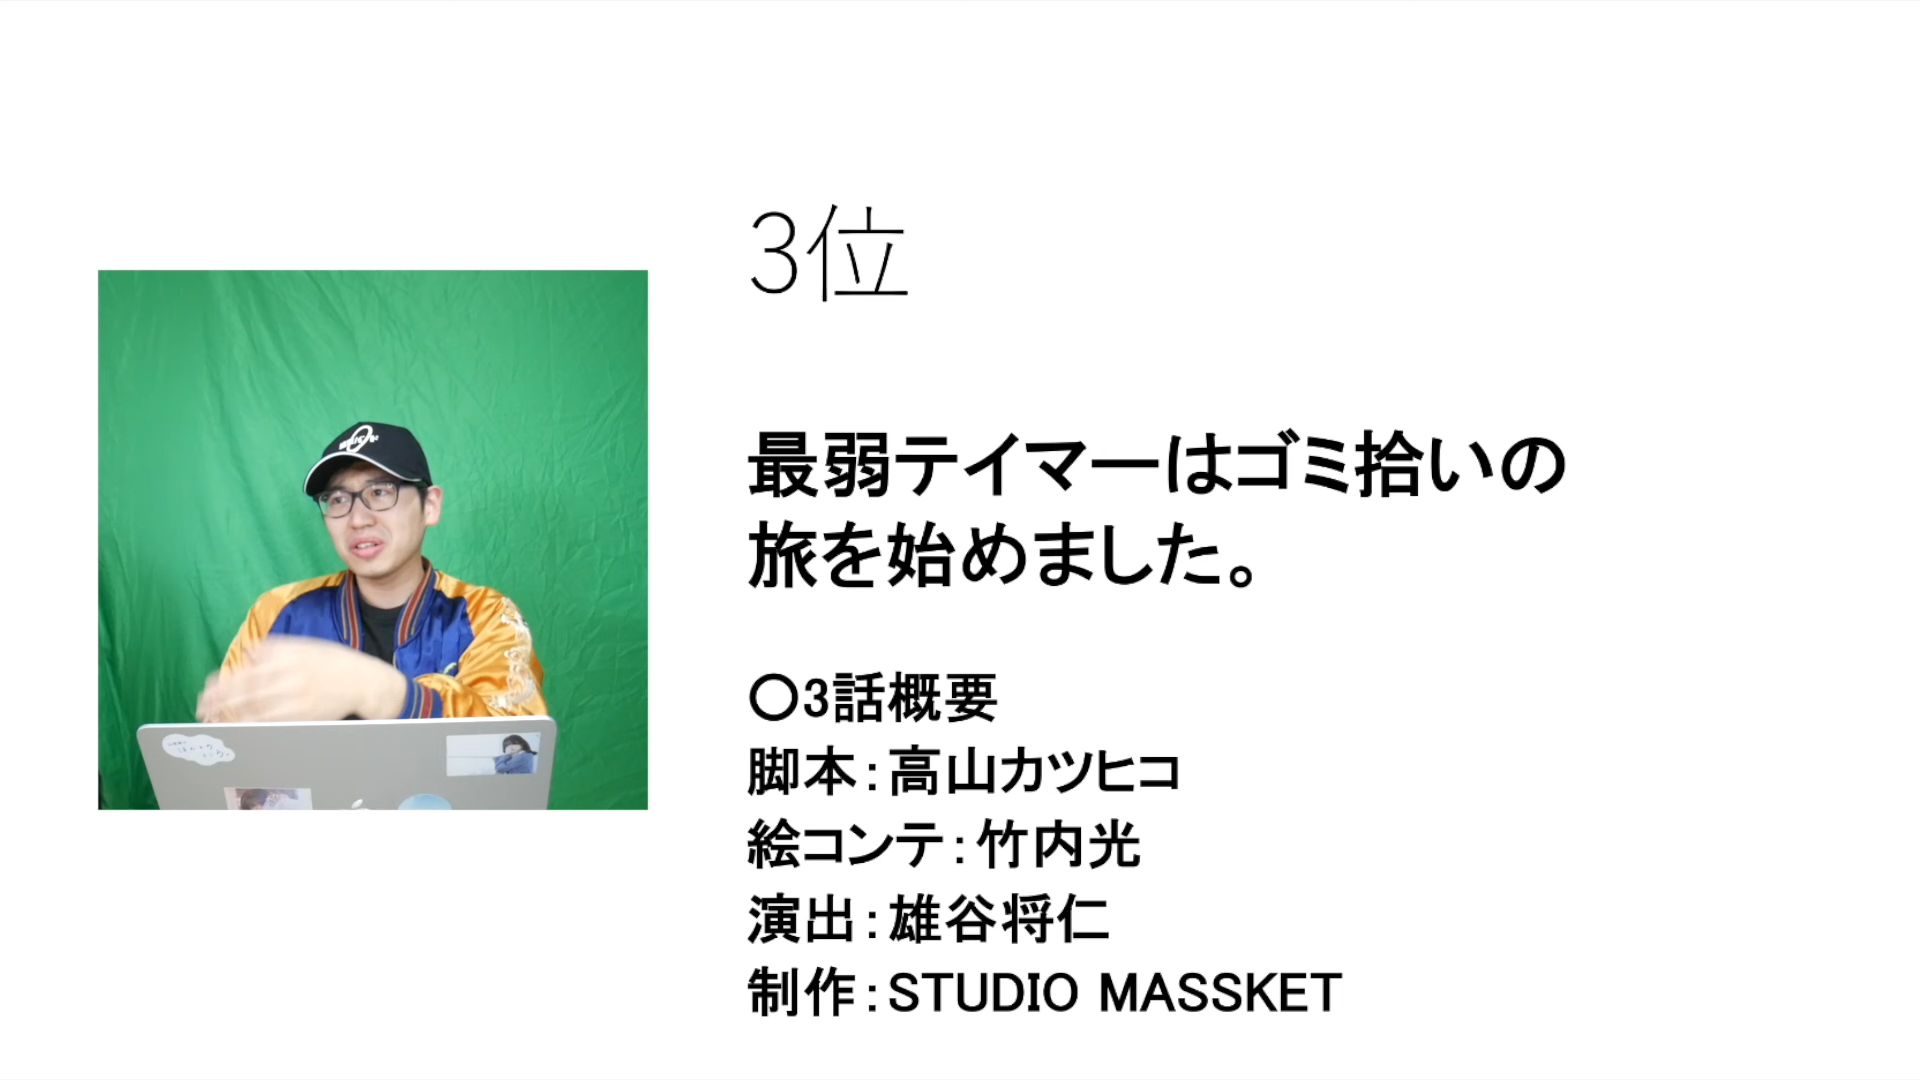 3位
最弱テイマーはゴミ拾いの
旅を始めました。
〇3話概要
脚本：高山カツヒコ
絵コンテ：竹内光
演出：雄谷将仁
制作：STUDIO MASSKET